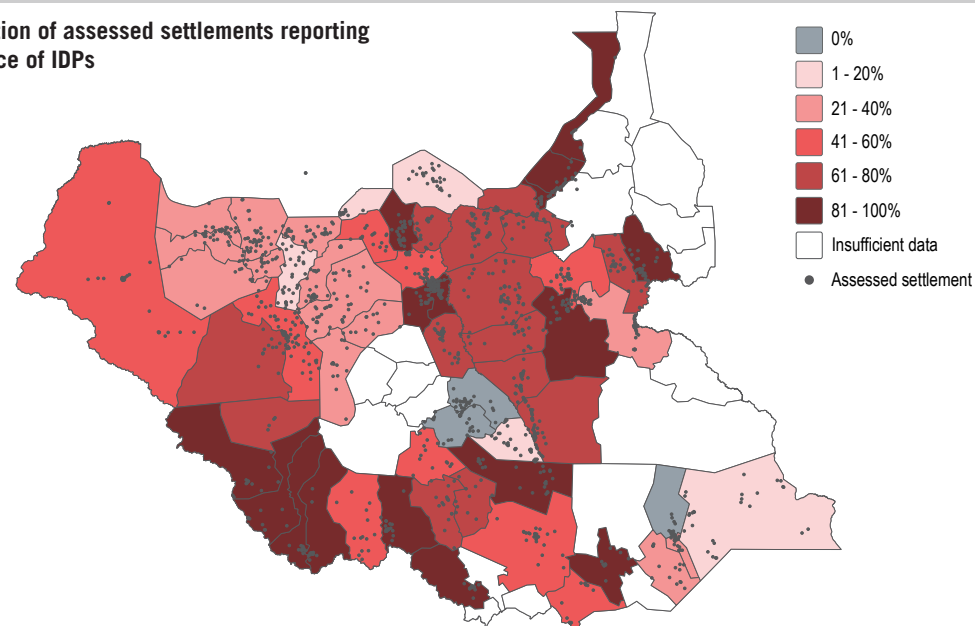 tion of assessed settlements reporting
ce of IDPs
0%
1 - 20%
21 - 40%
41 - 60%
61 - 80%
81 - 100%
Insufficient data
Assessed settlement